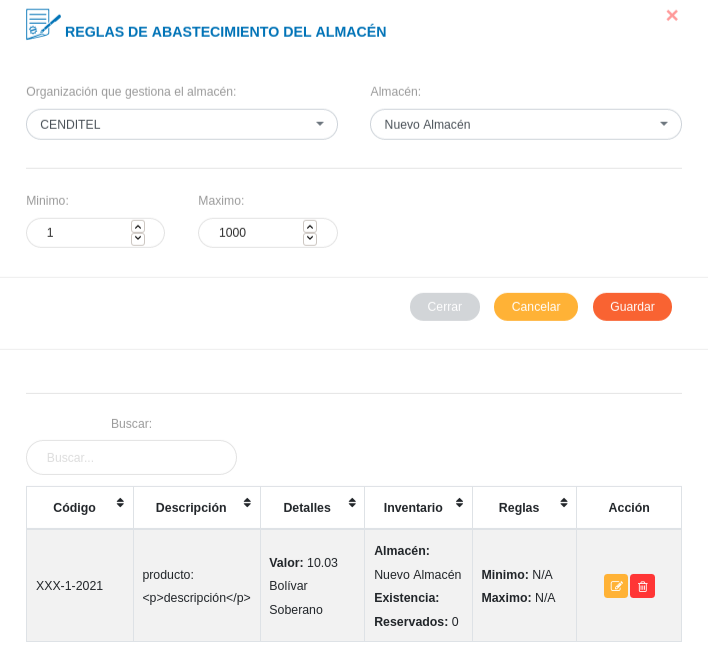 REGLAS DE ABASTECIMIENTO DEL ALMACÉN
Organización que gestiona el almacén:
Almacén:
CENDITEL
Nuevo Almacén
Minimo:
Maximo:
1
1000
Cerrar
Cancelar
Guardar
Buscar:
Buscar...
Código
Descripción
Detalles
Inventario
Reglas
Acción
XXX-1-2021
producto:
<p>descripción</p>
Valor: 10.03
Bolívar
Soberano
Almacén:
Nuevo Almacén
Existencia:
Reservados: 0
Minimo: N/A
Maximo: N/A